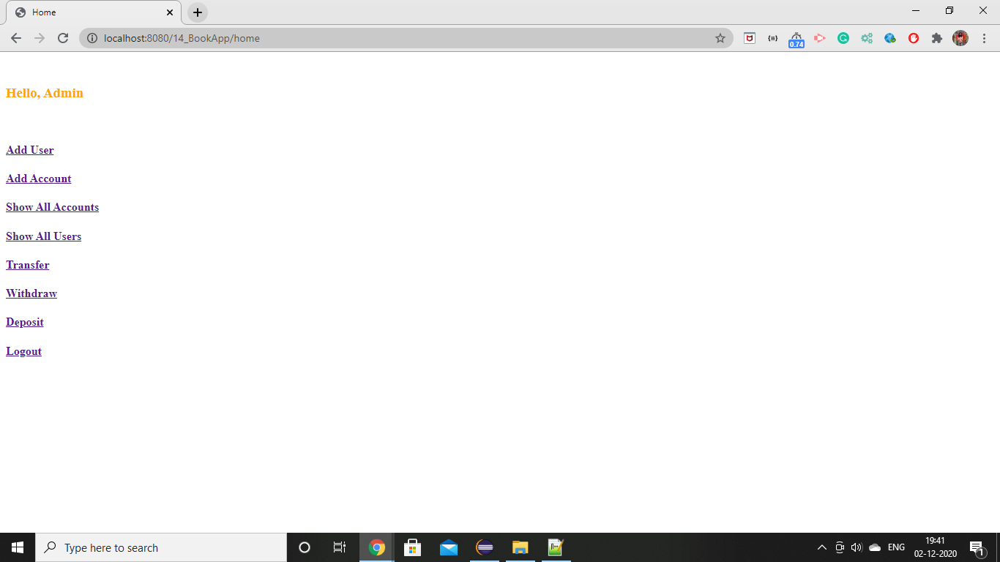 Home
localhost:8080/14_BookApp/home
0.74
Hello, Admin
Add User
Add Account
Show All Accounts
Show All Users
Transfer
Withdraw
Deposit
Logout
Type here to search
ENG
19:41
02-12-2020
1